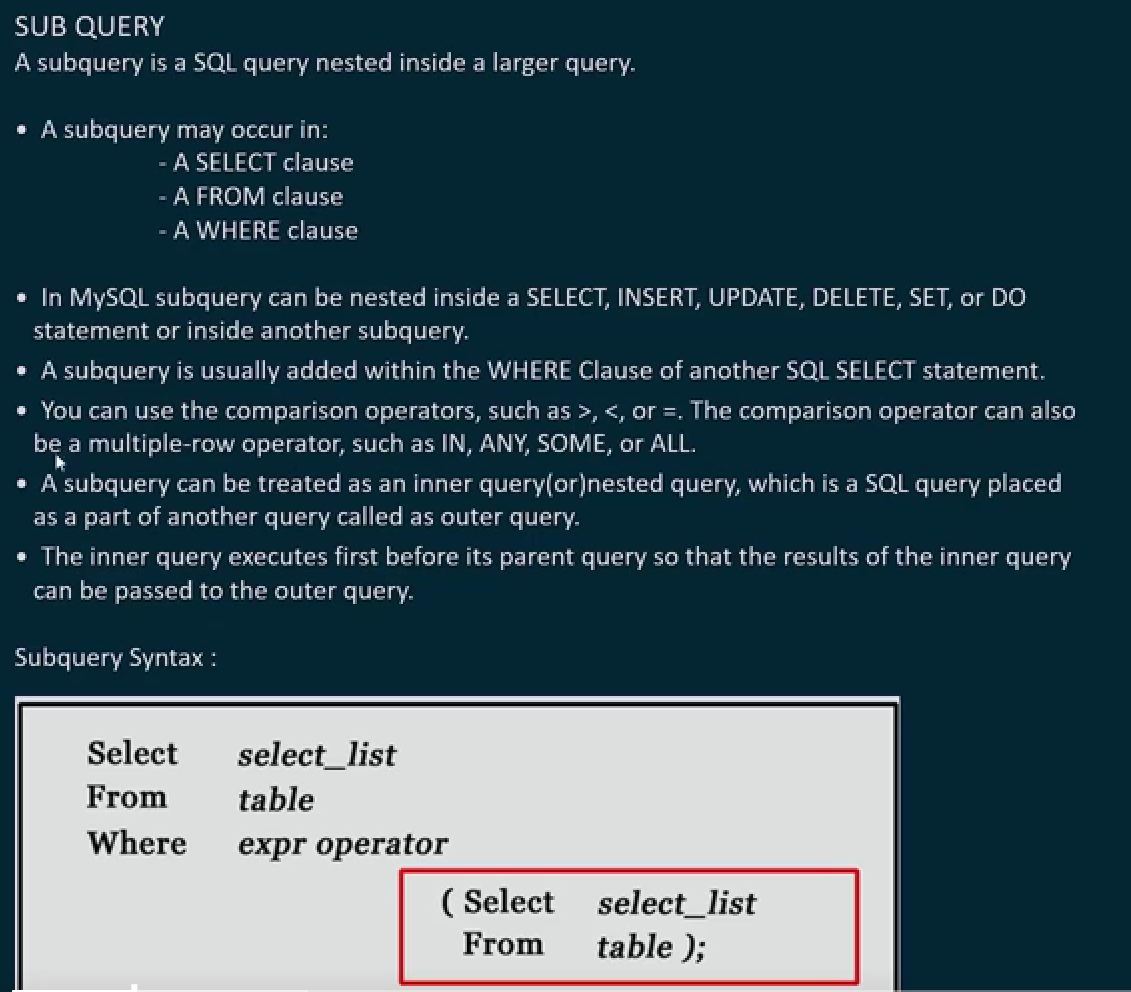 SUB QUERY
A subquery is a SQL query nested inside a larger query.
• A subquery may occur in:
- A SELECT clause
- A FROM clause
- A WHERE clause
• In MySQL subquery can be nested inside a SELECT, INSERT, UPDATE, DELETE, SET, or DO
statement or inside another subquery.
• A subquery is usually added within the WHERE Clause of another SQL SELECT statement.
• You can use the comparison operators, such as >, <, or =. The comparison operator can also
be a multiple-row operator, such as IN, ANY, SOME, or ALL.
• A subquery can be treated as an inner query(or)nested query, which is a SQL query placed
as a part of another query called as outer query.
• The inner query executes first before its parent query so that the results of the inner query
can be passed to the outer query.
Subquery Syntax :
Select select_list
From table
Where expr operator
( Select select_list
From table );